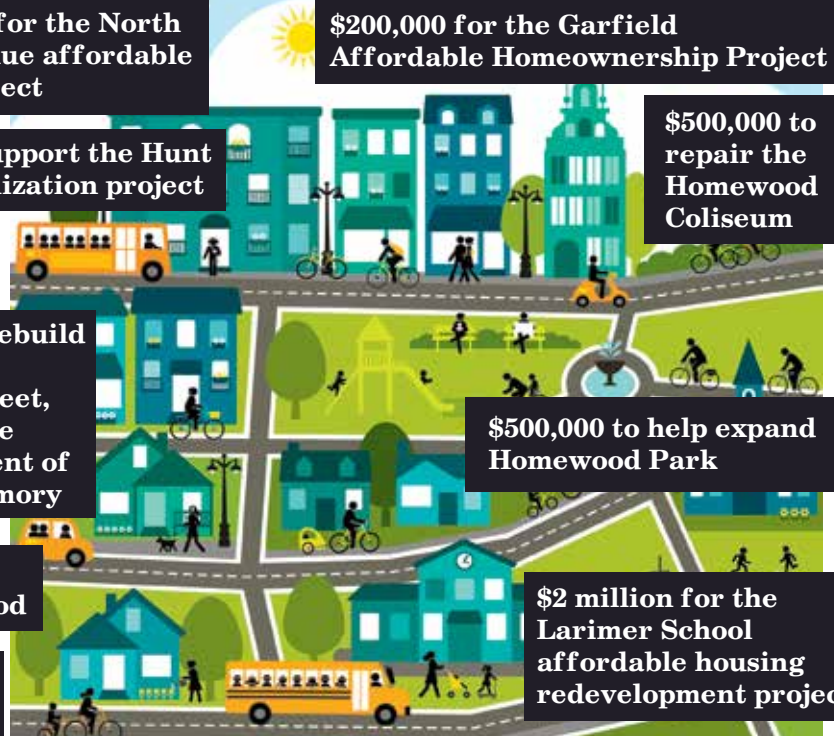 for the North
ue affordable
ect
$200,000 for the Garfield
Affordable Homeownership Project
upport the Hunt
lization project
$500,000 to
repair the
Homewood
Coliseum
ebuild
eet,
e
ent of
mory
$500,000 to help expand
Homewood Park
od
$2 million for the
Larimer School
affordable housing
redevelopment projec